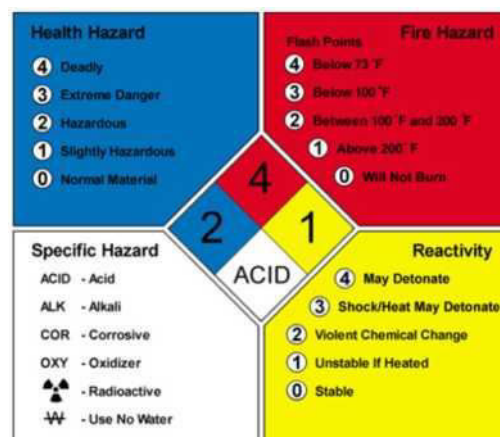 Health Hazard
4 Deadly
3 Extreme Danger
2 Hazardous
1 Slightly Hazardous
0 Normal Material
Fire Hazard
Flash Points
4 Below 73 °F
3 Below 100 °F
2 Between 100 °F and 200 °F
1 Above 200 °F
0 Will Not Burn
4
2
1
ACID
Specific Hazard
ACID - Acid
ALK - Alkali
COR - Corrosive
OXY - Oxidizer
- Radioactive
W - Use No Water
Reactivity
4 May Detonate
3 Shock/Heat May Detonate
2 Violent Chemical Change
1 Unstable If Heated
0 Stable